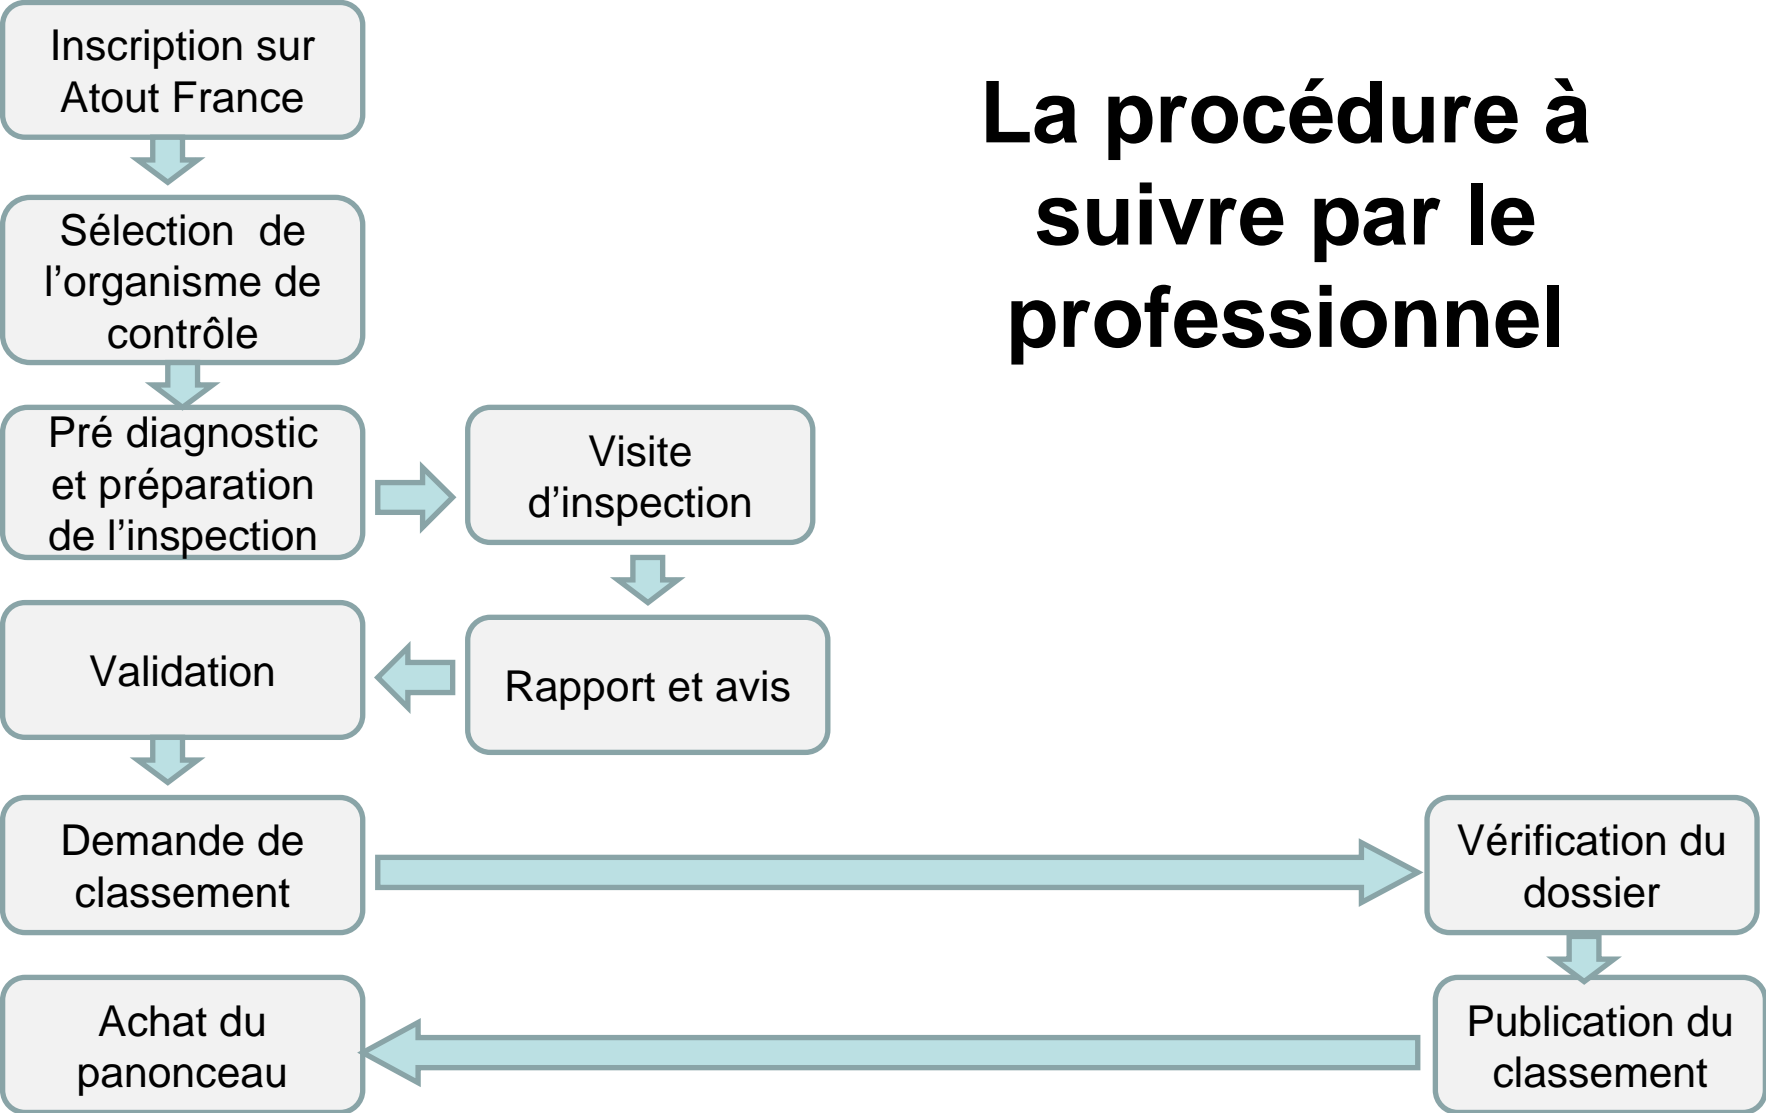 Inscription sur
Atout France
La procédure à
suivre par le
professionnel
Sélection  de
l’organisme de
contrôle
Pré diagnostic
et préparation
de l’inspection
Visite
d’inspection
Rapport et avis
Validation
Demande de
classement
Vérification du
dossier
Publication du
classement
Achat du
panonceau